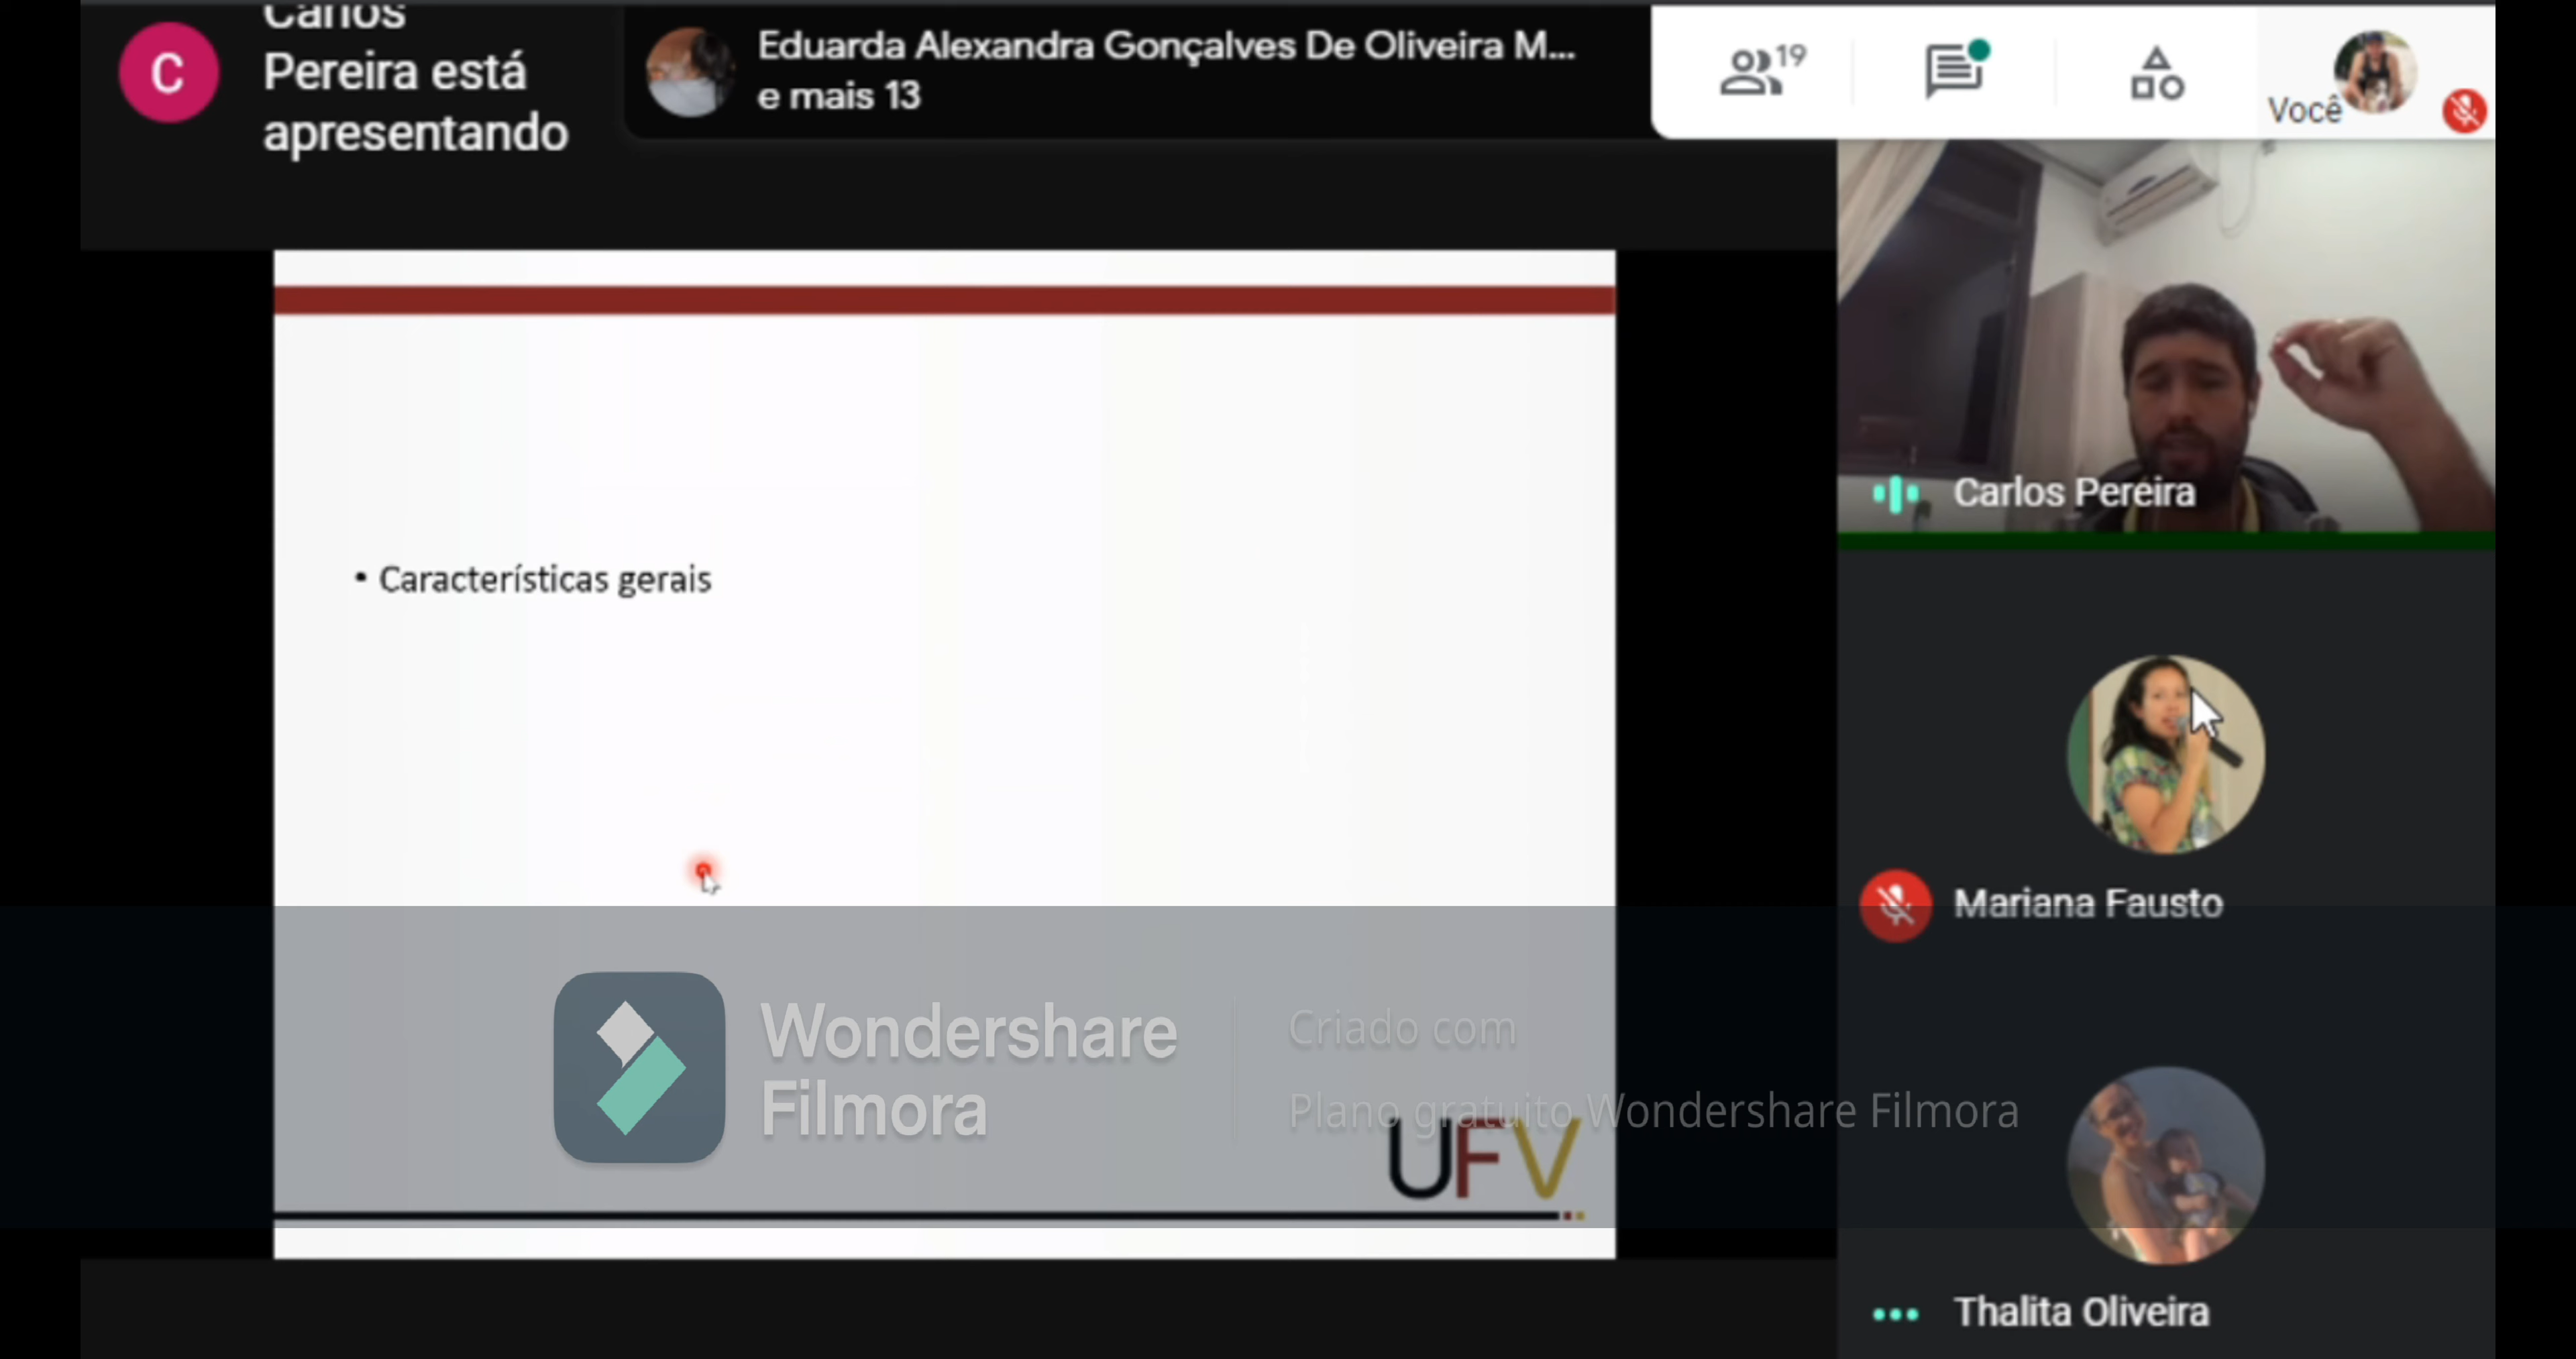 Carlos
Pereira está
apresentando
C
Eduarda Alexandra Gonçalves De Oliveira M...
e mais 13
19
Você
Carlos Pereira
• Características gerais
Mariana Fausto
Wondershare
Filmora
Criado com
Plano gratuito Wondershare Filmora
UFV
Thalita Oliveira